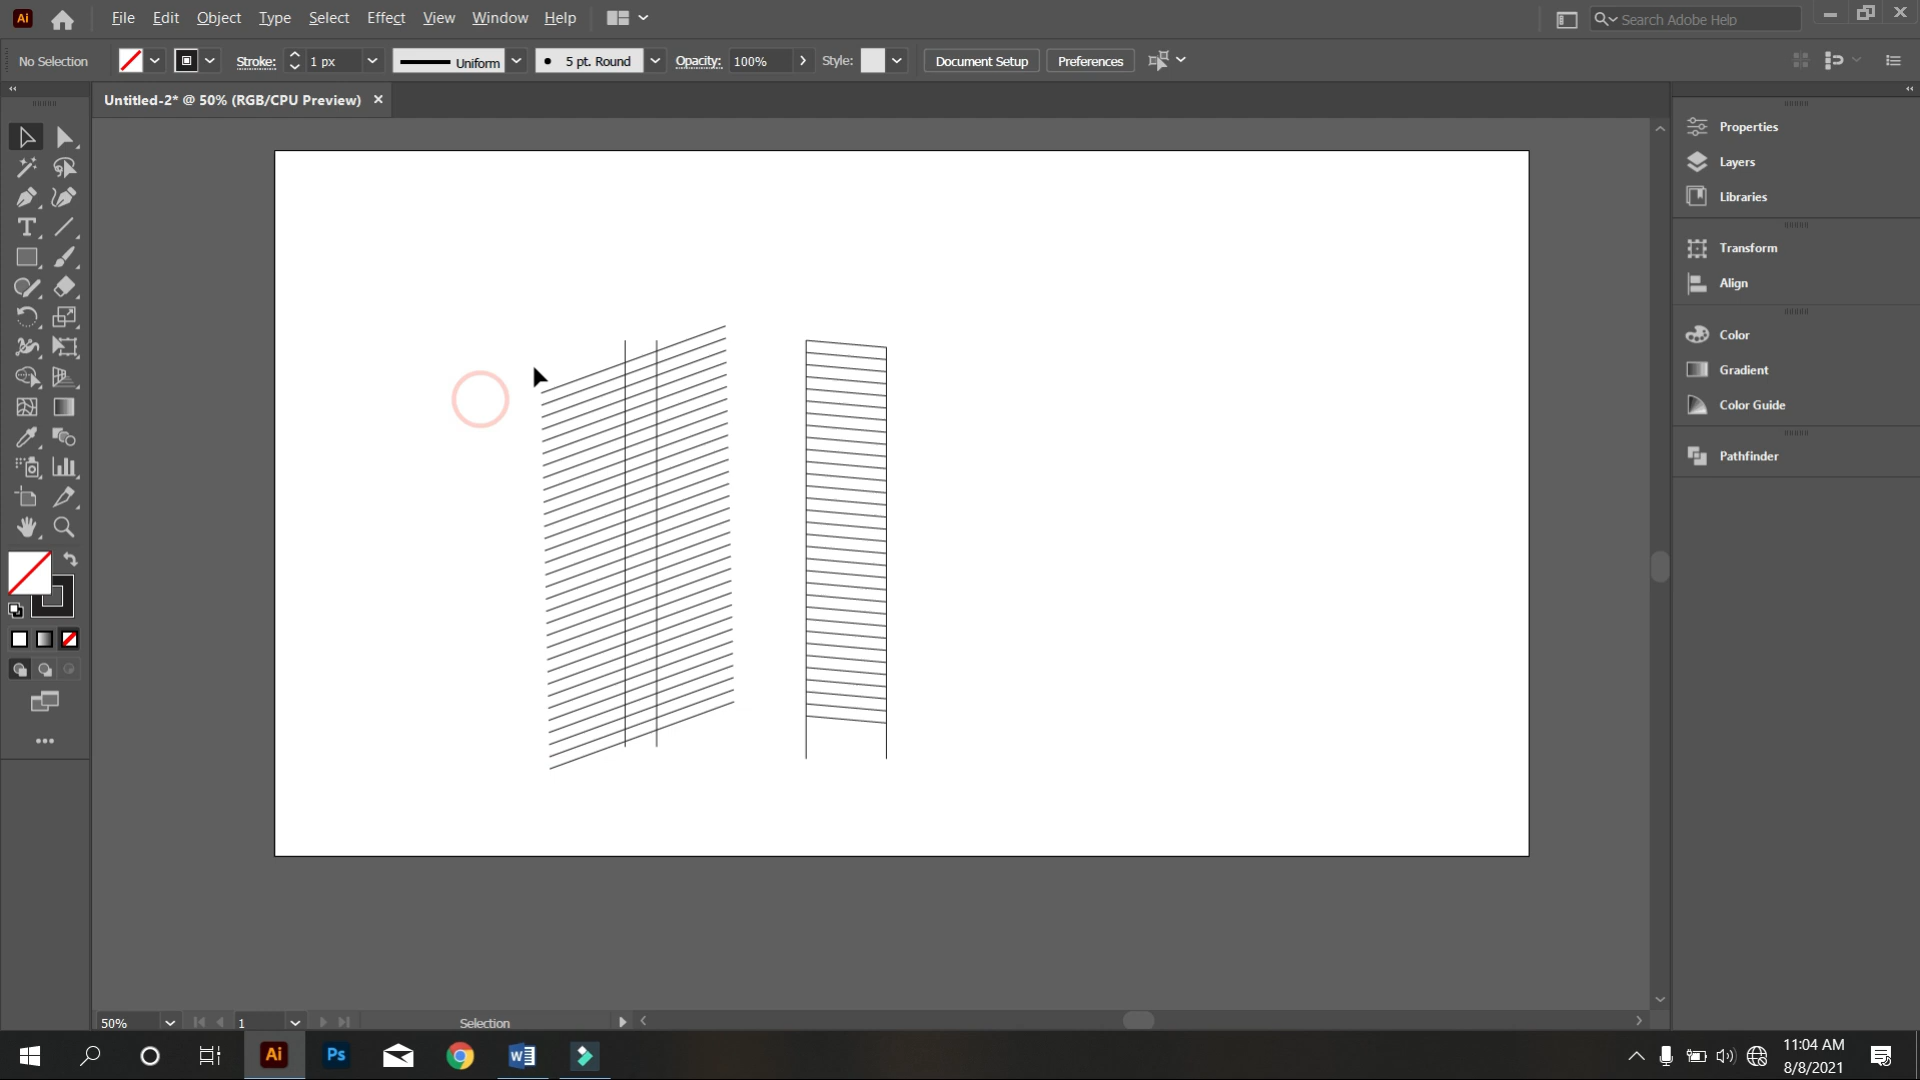 Ai File Edit Object Type Select Effect View Window Help Search Adobe Help
No Selection Stroke: 1 px Uniform 5 pt. Round Opacity: 100% Style: Document Setup Preferences
Untitled-2* @ 50% (RGB/CPU Preview)
Properties
Layers
Libraries
Transform
Align
Color
Gradient
Color Guide
Pathfinder
50% 1 Selection
Ai Ps 11:04 AM
8/8/2021